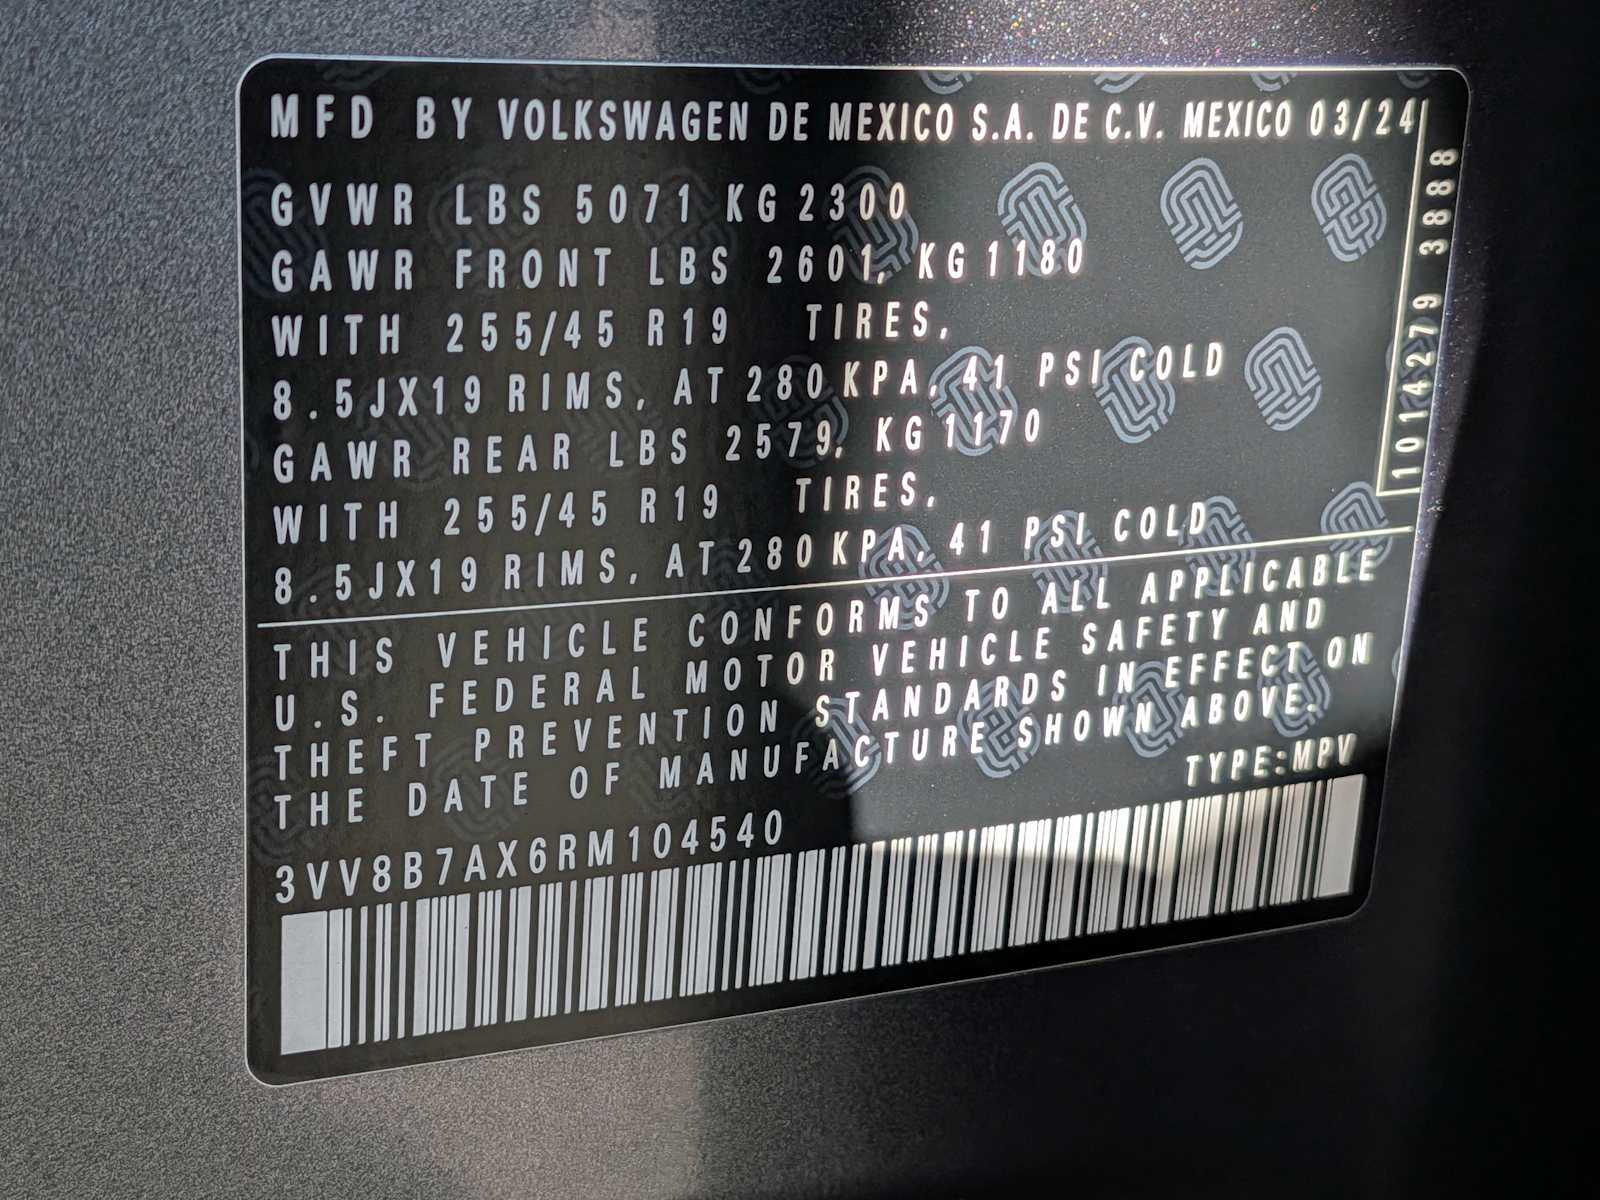 MFD BY VOLKSWAGEN DE MEXICO S.A. DE C.V. MEXICO 03/24
GVWR LBS 5071 KG 2300
GAWR FRONT LBS 2601, KG 1180
WITH 255/45 R19 TIRES,
8.5JX19 RIMS, AT 280 KPA, 41 PSI COLD
GAWR REAR LBS 2579, KG 1170
WITH 255/45 R19 TIRES,
8.5JX19 RIMS, AT 280 KPA, 41 PSI COLD
1014279 3888
THIS VEHICLE CONFORMS TO ALL APPLICABLE
U.S. FEDERAL MOTOR VEHICLE SAFETY AND
THEFT PREVENTION STANDARDS IN EFFECT ON
THE DATE OF MANUFACTURE SHOWN ABOVE.
TYPE:MPV
3VV8B7AX6RM104540